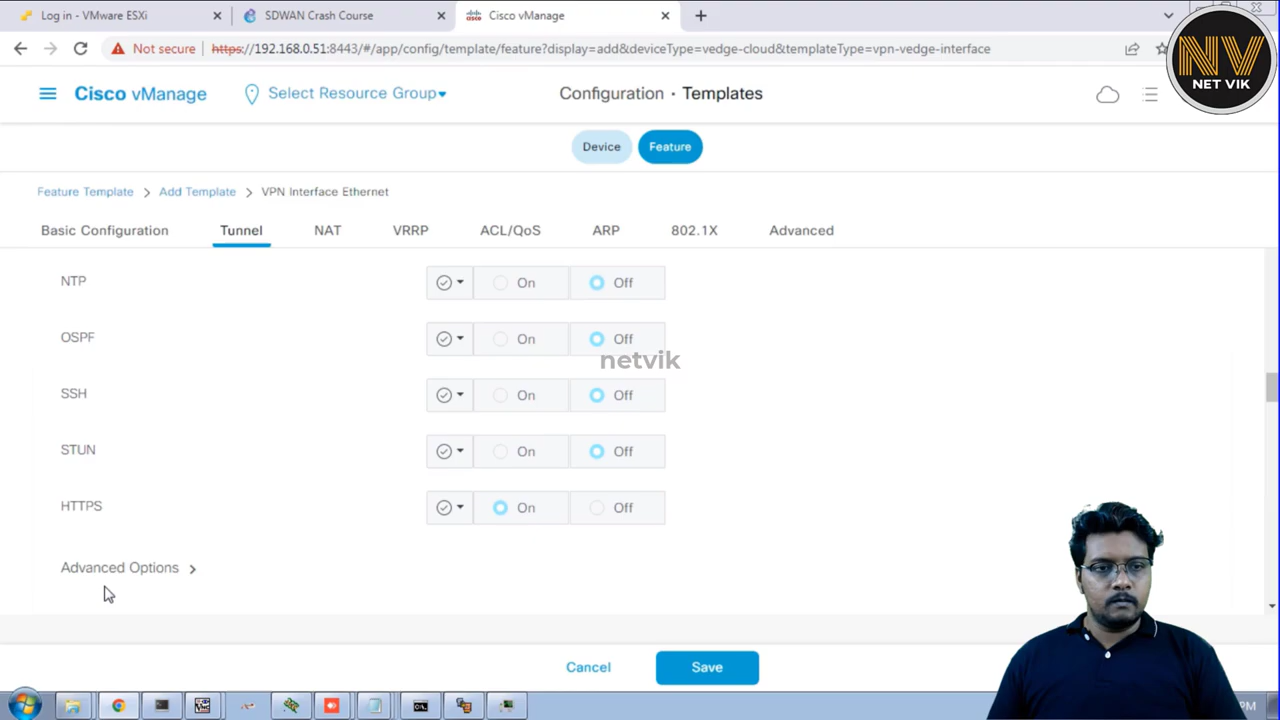 Log in - VMware ESXi
SDWAN Crash Course
Cisco vManage
Not secure
https://192.168.0.51:8443/#/app/config/template/feature?display=add&deviceType=vedge-cloud&templateType=vpn-vedge-interface
NV
NET VIK
Cisco vManage
Select Resource Group
Configuration · Templates
Device
Feature
Feature Template > Add Template > VPN Interface Ethernet
Basic Configuration
Tunnel
NAT
VRRP
ACL/QoS
ARP
802.1X
Advanced
NTP
On
Off
OSPF
On
Off
netvik
SSH
On
Off
STUN
On
Off
HTTPS
On
Off
Advanced Options
Cancel
Save
PM